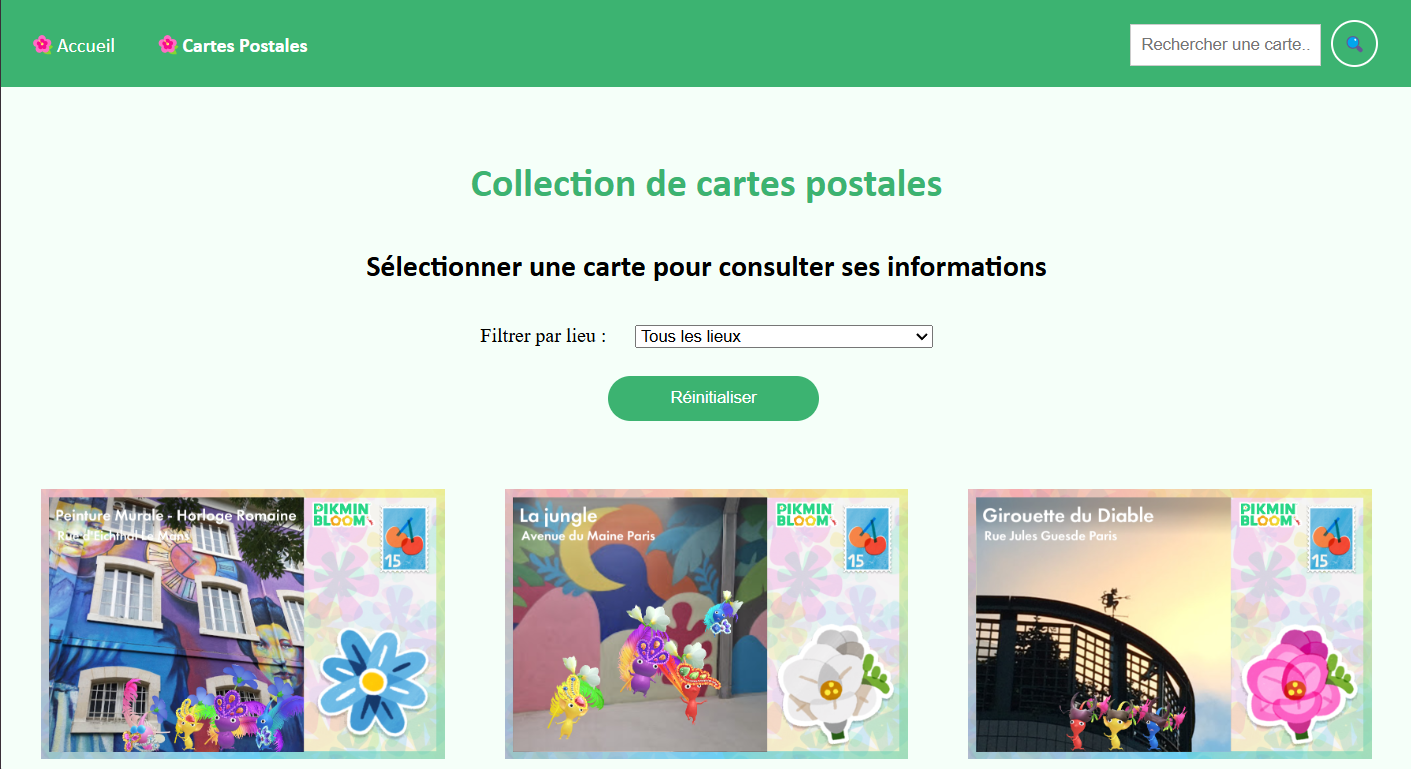 🌺 Accueil
🌺 Cartes Postales
Rechercher une carte..
Collection de cartes postales
Sélectionner une carte pour consulter ses informations
Filtrer par lieu :
Tous les lieux
Réinitialiser
Peinture Murale - Horloge Romaine
Rue d'Eichthal Le Mans
PIKMIN
BLOOM
15
La jungle
Avenue du Maine Paris
PIKMIN
BLOOM
15
Girouette du Diable
Rue Jules Guesde Paris
PIKMIN
BLOOM
15